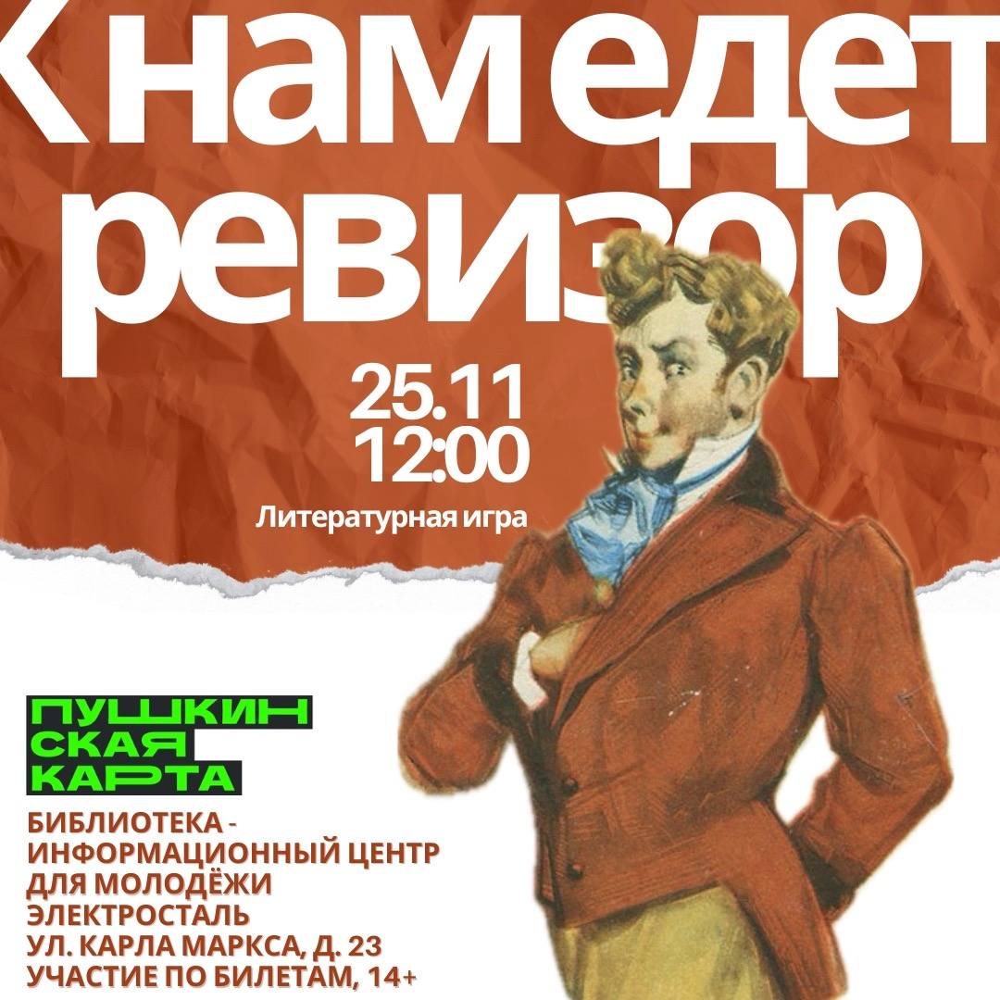 К нам едет
ревизор
25.11
12:00
Литературная игра
ПУШКИН
СКАЯ
КАРТА
БИБЛИОТЕКА -
ИНФОРМАЦИОННЫЙ ЦЕНТР
ДЛЯ МОЛОДЁЖИ
ЭЛЕКТРОСТАЛЬ
УЛ. КАРЛА МАРКСА, Д. 23
УЧАСТИЕ ПО БИЛЕТАМ, 14+